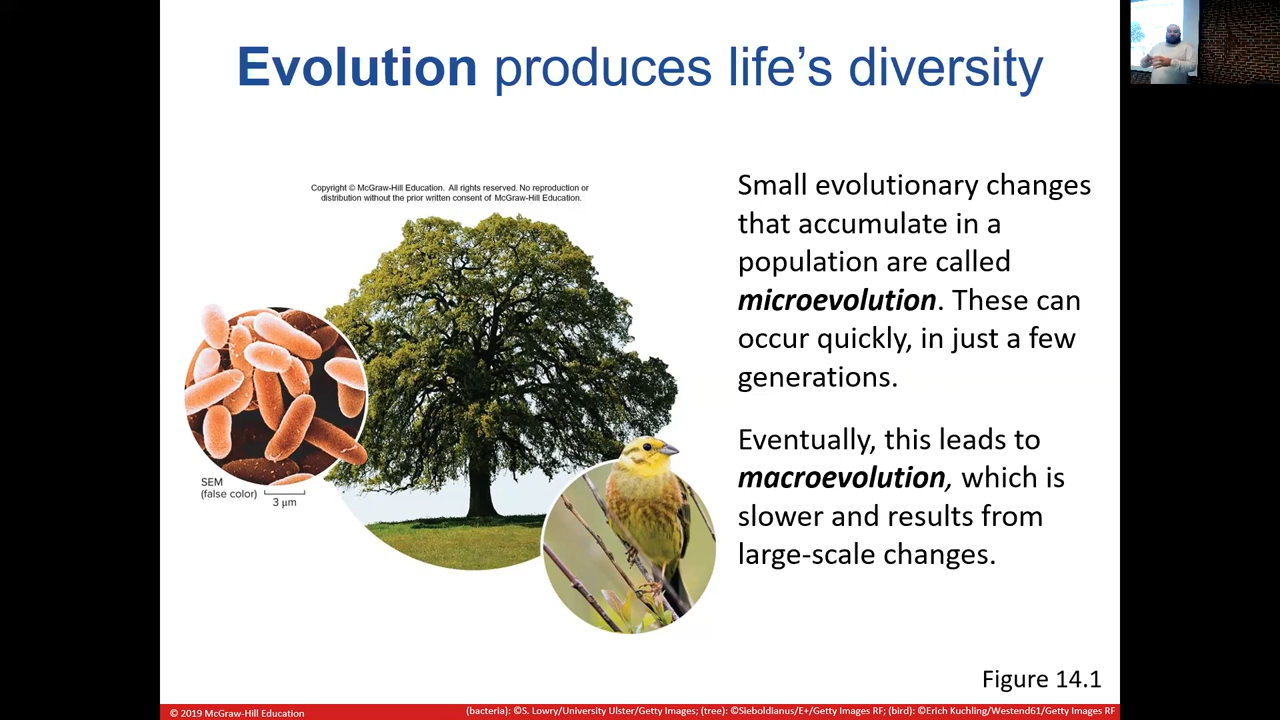 Evolution produces life's diversity
Copyright © McGraw-Hill Education. All rights reserved. No reproduction or
distribution without the prior written consent of McGraw-Hill Education.
SEM
(false color)
3 μm
Small evolutionary changes
that accumulate in a
population are called
microevolution. These can
occur quickly, in just a few
generations.
Eventually, this leads to
macroevolution, which is
slower and results from
large-scale changes.
Figure 14.1
© 2019 McGraw-Hill Education
(bacteria): ©S. Lowry/University Ulster/Getty Images; (tree): ©Sieboldianus/E+/Getty Images RF; (bird): ©Erich Kuchling/Westend61/Getty Images RF